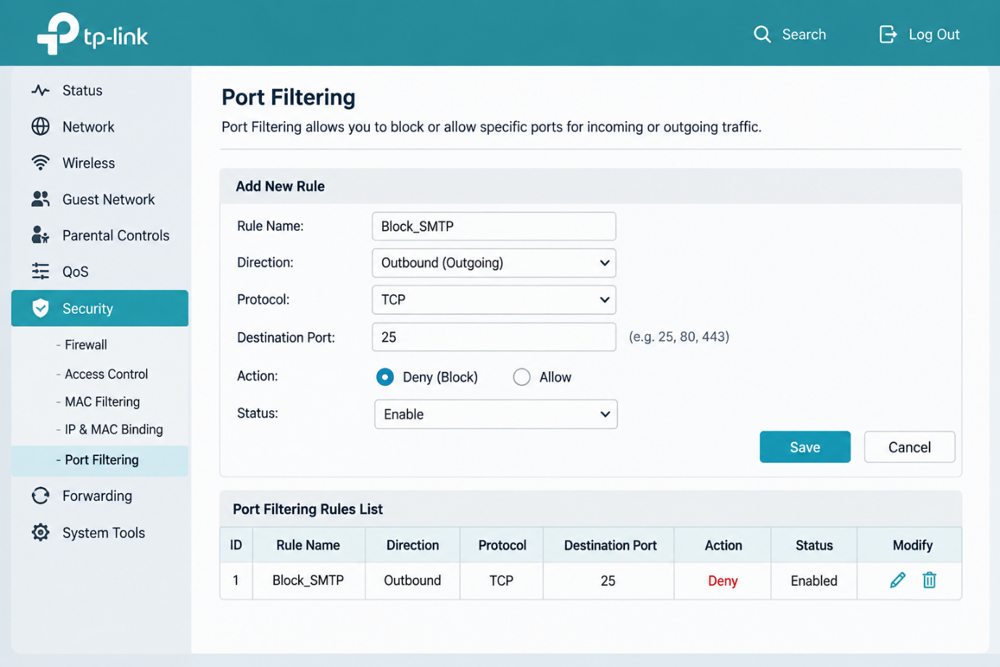 tp-link
Search
Log Out
Status
Network
Wireless
Guest Network
Parental Controls
QoS
Security
- Firewall
- Access Control
- MAC Filtering
- IP & MAC Binding
- Port Filtering
Forwarding
System Tools
Port Filtering
Port Filtering allows you to block or allow specific ports for incoming or outgoing traffic.
Add New Rule
Rule Name: Block_SMTP
Direction: Outbound (Outgoing)
Protocol: TCP
Destination Port: 25 (e.g. 25, 80, 443)
Action: Deny (Block) Allow
Status: Enable
Save Cancel
Port Filtering Rules List
ID Rule Name Direction Protocol Destination Port Action Status Modify
1 Block_SMTP Outbound TCP 25 Deny Enabled